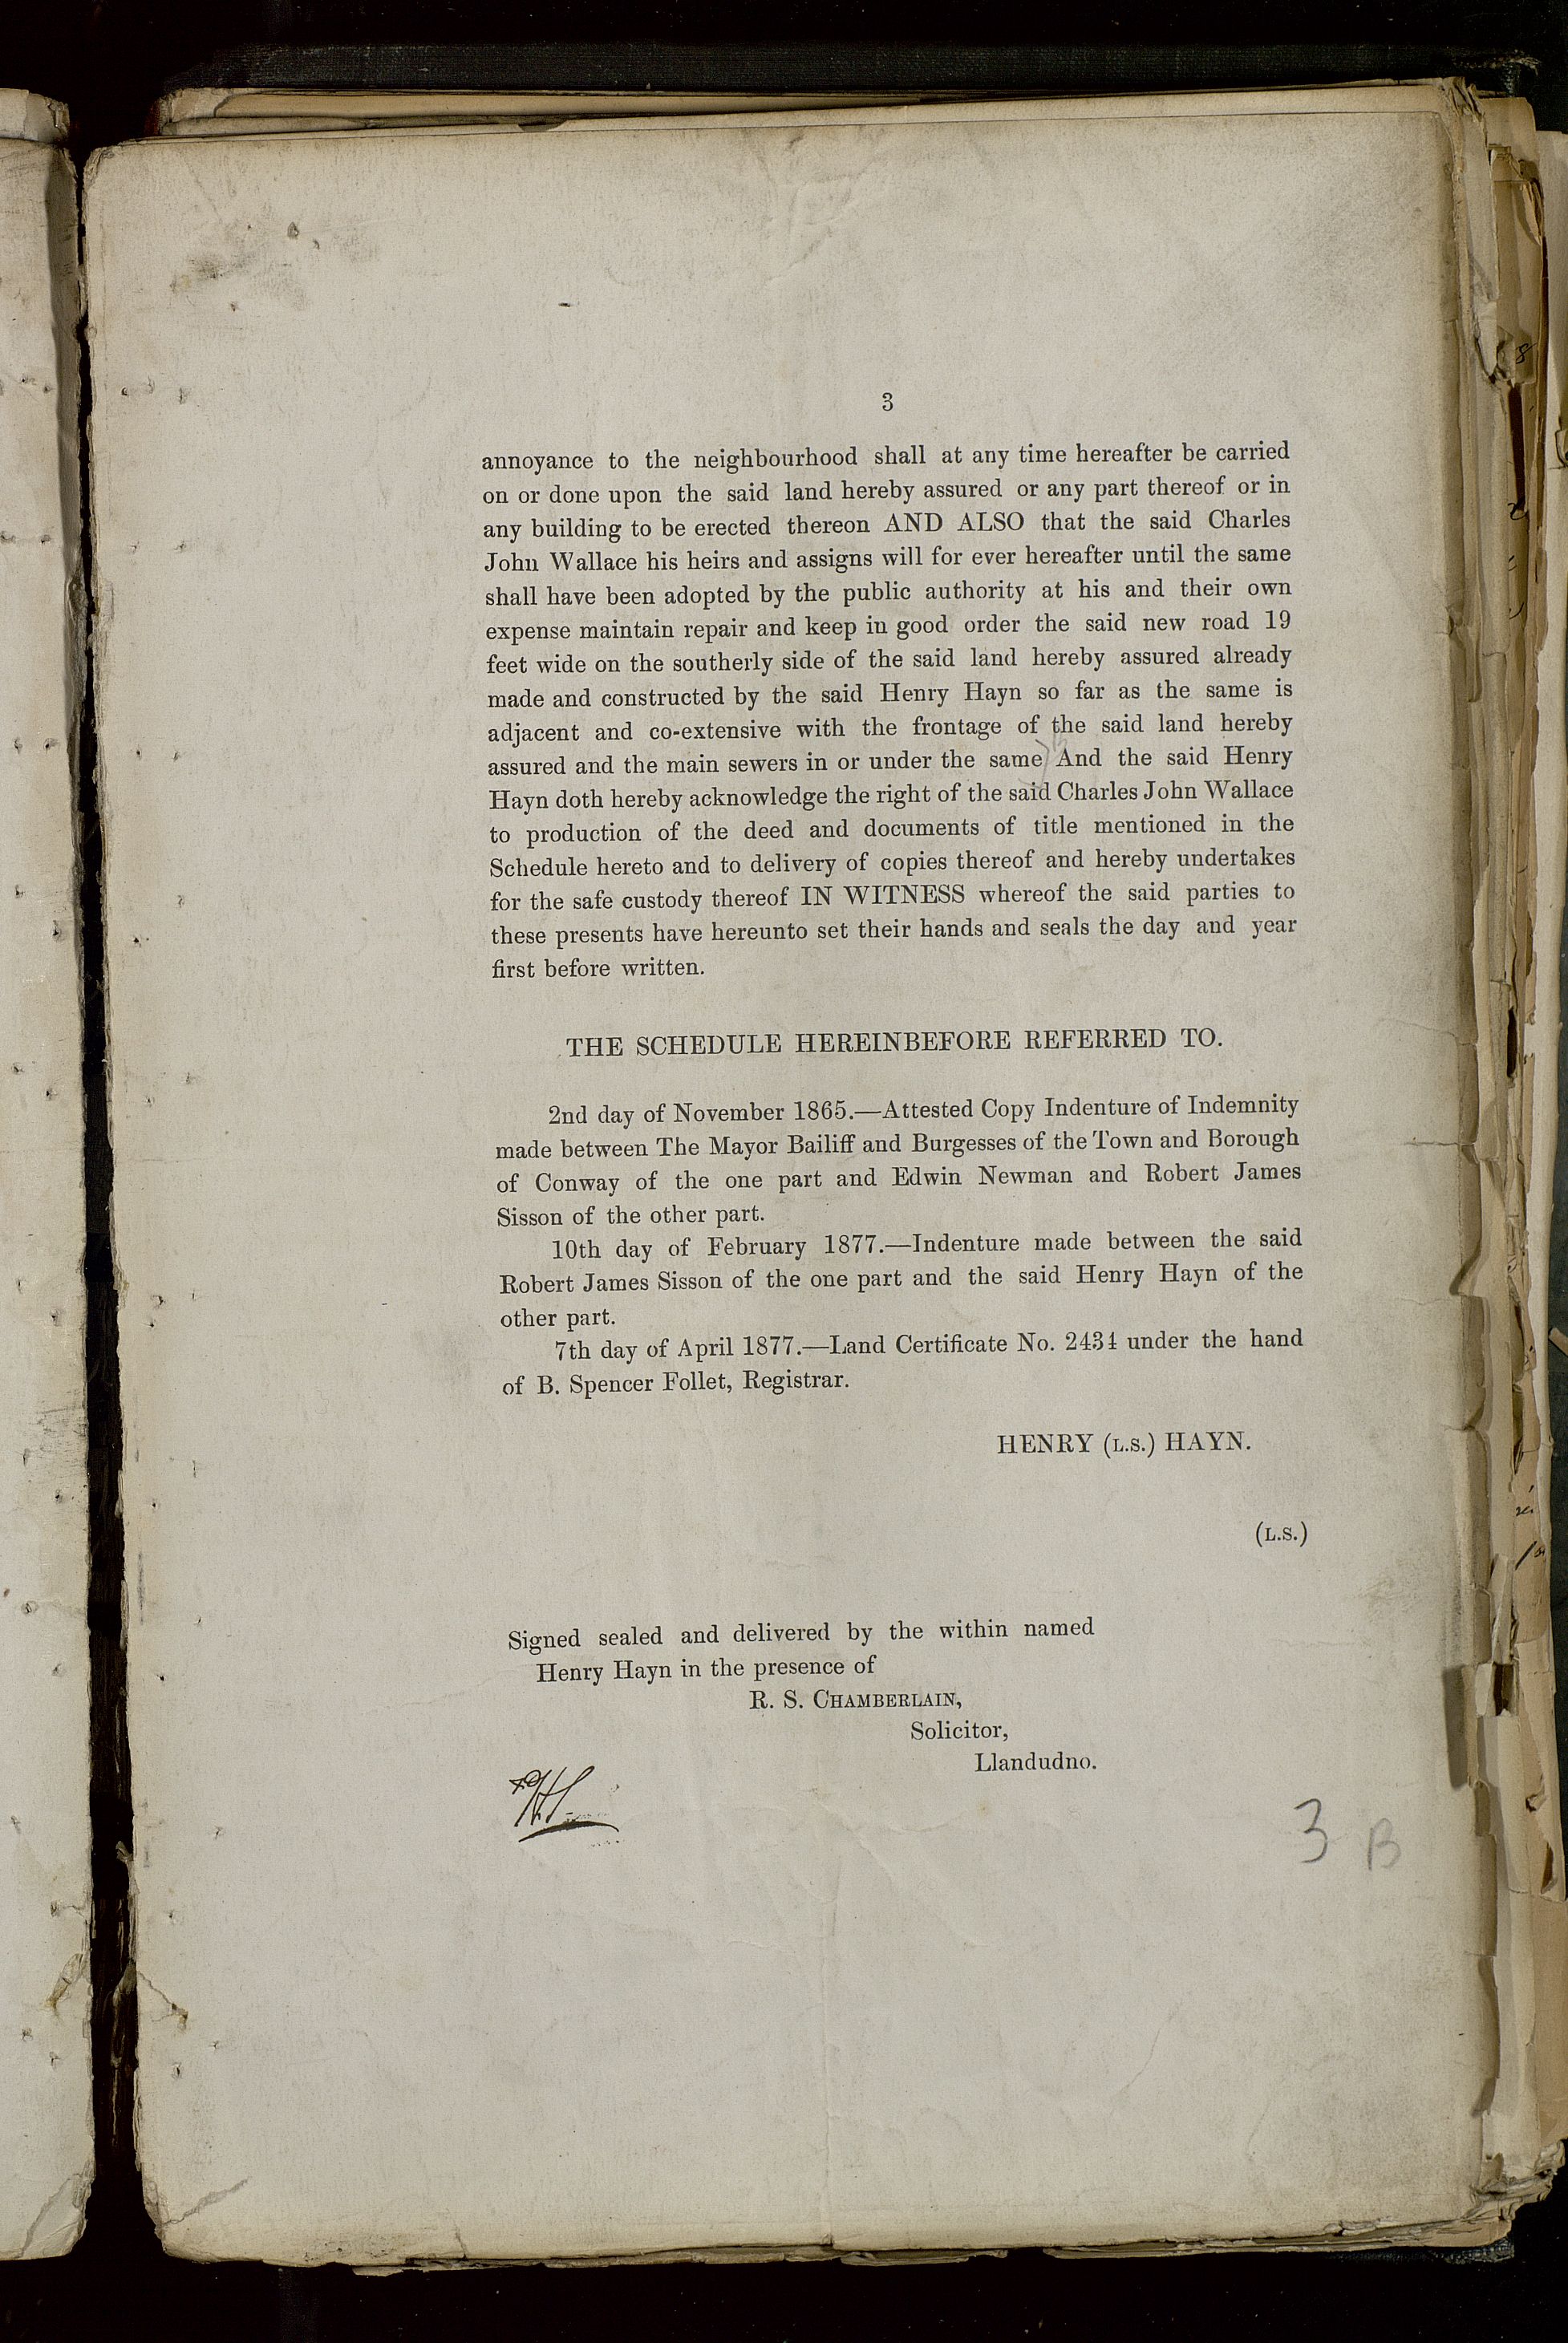 3
annoyance to the neighbourhood shall at any time hereafter be carried
on or done upon the said land hereby assured or any part thereof or in
any building to be erected thereon AND ALSO that the said Charles
John Wallace his heirs and assigns will for ever hereafter until the same
shall have been adopted by the public authority at his and their own
expense maintain repair and keep in good order the said new road 19
feet wide on the southerly side of the said land hereby assured already
made and constructed by the said Henry Hayn so far as the same is
adjacent and co-extensive with the frontage of the said land hereby
assured and the main sewers in or under the same And the said Henry
Hayn doth hereby acknowledge the right of the said Charles John Wallace
to production of the deed and documents of title mentioned in the
Schedule hereto and to delivery of copies thereof and hereby undertakes
for the safe custody thereof IN WITNESS whereof the said parties to
these presents have hereunto set their hands and seals the day and year
first before written.
THE SCHEDULE HEREINBEFORE REFERRED TO.
2nd day of November 1865.—Attested Copy Indenture of Indemnity
made between The Mayor Bailiff and Burgesses of the Town and Borough
of Conway of the one part and Edwin Newman and Robert James
Sisson of the other part.
10th day of February 1877.—Indenture made between the said
Robert James Sisson of the one part and the said Henry Hayn of the
other part.
7th day of April 1877.—Land Certificate No. 2434 under the hand
of B. Spencer Follet, Registrar.
HENRY (L.S.) HAYN.
(L.S.)
Signed sealed and delivered by the within named
Henry Hayn in the presence of
R. S. CHAMBERLAIN,
Solicitor,
Llandudno.
3 B